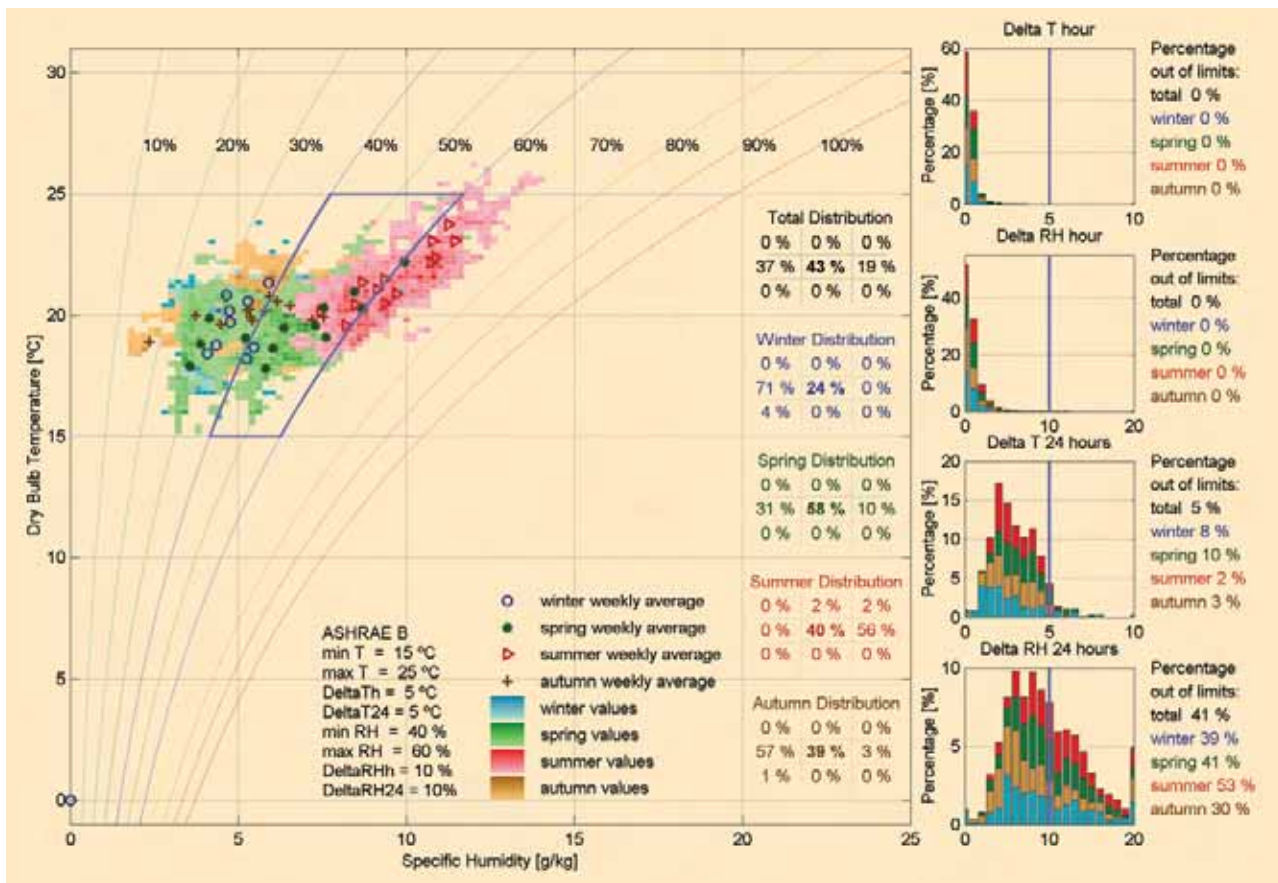 Dry Bulb Temperature [ºC]
30
25
20
15
10
5
0
0
5
10
15
20
25
Specific Humidity [g/kg]
10% 20% 30% 40% 50% 60% 70% 80% 90% 100%
ASHRAE B
min T = 15 ºC
max T = 25 ºC
DeltaTh = 5 ºC
DeltaT24 = 5 ºC
min RH = 40 %
max RH = 60 %
DeltaRHh = 10 %
DeltaRH24 = 10%
winter weekly average
spring weekly average
summer weekly average
autumn weekly average
winter values
spring values
summer values
autumn values
Total Distribution
0 % 0 % 0 %
37 % 43 % 19 %
0 % 0 % 0 %
Winter Distribution
0 % 0 % 0 %
71 % 24 % 0 %
4 % 0 % 0 %
Spring Distribution
0 % 0 % 0 %
31 % 58 % 10 %
0 % 0 % 0 %
Summer Distribution
0 % 2 % 2 %
0 % 40 % 56 %
0 % 0 % 0 %
Autumn Distribution
0 % 0 % 0 %
57 % 39 % 3 %
1 % 0 % 0 %
Delta T hour
Percentage [%]
60
40
20
0
0 5 10
Percentage
out of limits:
total 0 %
winter 0 %
spring 0 %
summer 0 %
autumn 0 %
Delta RH hour
Percentage [%]
40
20
0
0 10 20
Percentage
out of limits:
total 0 %
winter 0 %
spring 0 %
summer 0 %
autumn 0 %
Delta T 24 hours
Percentage [%]
20
15
10
5
0
0 5 10
Percentage
out of limits:
total 5 %
winter 8 %
spring 10 %
summer 2 %
autumn 3 %
Delta RH 24 hours
Percentage [%]
10
5
0
0 10 20
Percentage
out of limits:
total 41 %
winter 39 %
spring 41 %
summer 53 %
autumn 30 %